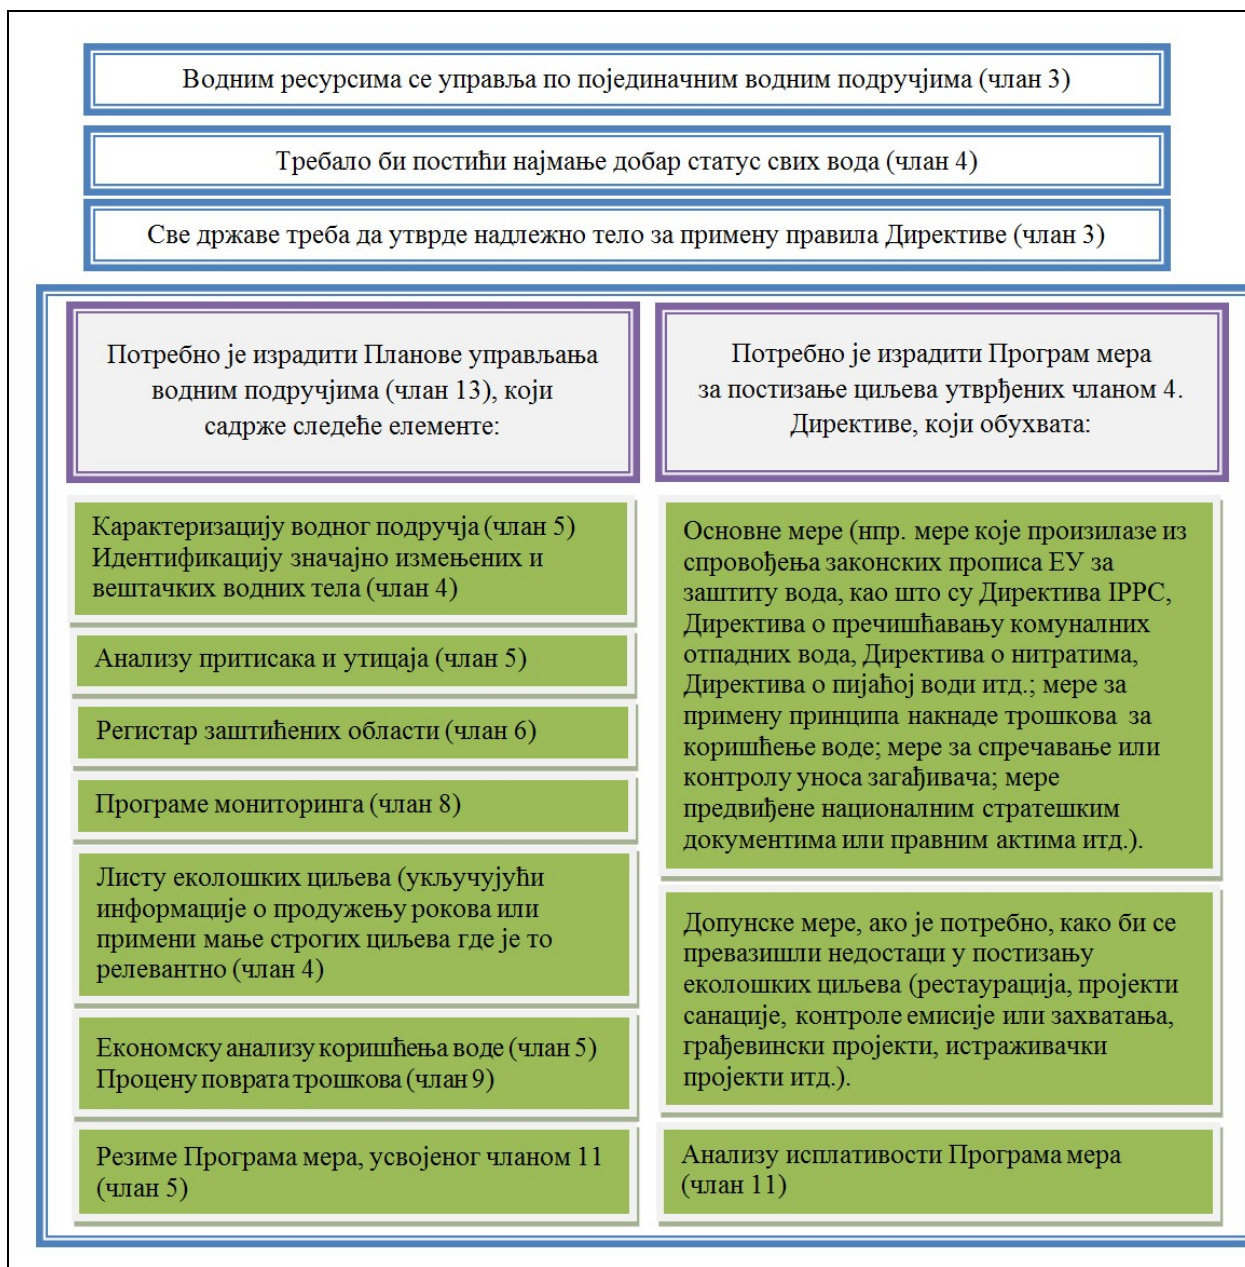 Водним ресурсима се управља по појединачним водним подручјима (члан 3)
Требало би постићи најмање добар статус свих вода (члан 4)
Све државе треба да утврде надлежно тело за примену правила Директиве (члан 3)
Потребно је израдити Планове управљања
водним подручјима (члан 13), који
садрже следеће елементе:
Карактеризацију водног подручја (члан 5)
Идентификацију значајно измењених и
вештачких водних тела (члан 4)
Анализу притисака и утицаја (члан 5)
Регистар заштићених области (члан 6)
Програме мониторинга (члан 8)
Листу еколошких циљева (укључујући
информације о продужењу рокова или
примени мање строгих циљева где је то
релевантно (члан 4)
Економску анализу коришћења воде (члан 5)
Процену поврата трошкова (члан 9)
Резиме Програма мера, усвојеног чланом 11
(члан 5)
Потребно је израдити Програм мера
за постизање циљева утврђених чланом 4.
Директиве, који обухвата:
Основне мере (нпр. мере које произилазе из
спровођења законских прописа ЕУ за
заштиту вода, као што су Директива IPPC,
Директива о пречишћавању комуналних
отпадних вода, Директива о нитратима,
Директива о пијаћој води итд.; мере за
примену принципа накнаде трошкова за
коришћење воде; мере за спречавање или
контролу уноса загађивача; мере
предвиђене националним стратешким
документима или правним актима итд.).
Допунске мере, ако је потребно, како би се
превазишли недостаци у постизању
еколошких циљева (рестаурација, пројекти
санације, контроле емисије или захватања,
грађевински пројекти, истраживачки
пројекти итд.).
Анализу исплативости Програма мера
(члан 11)